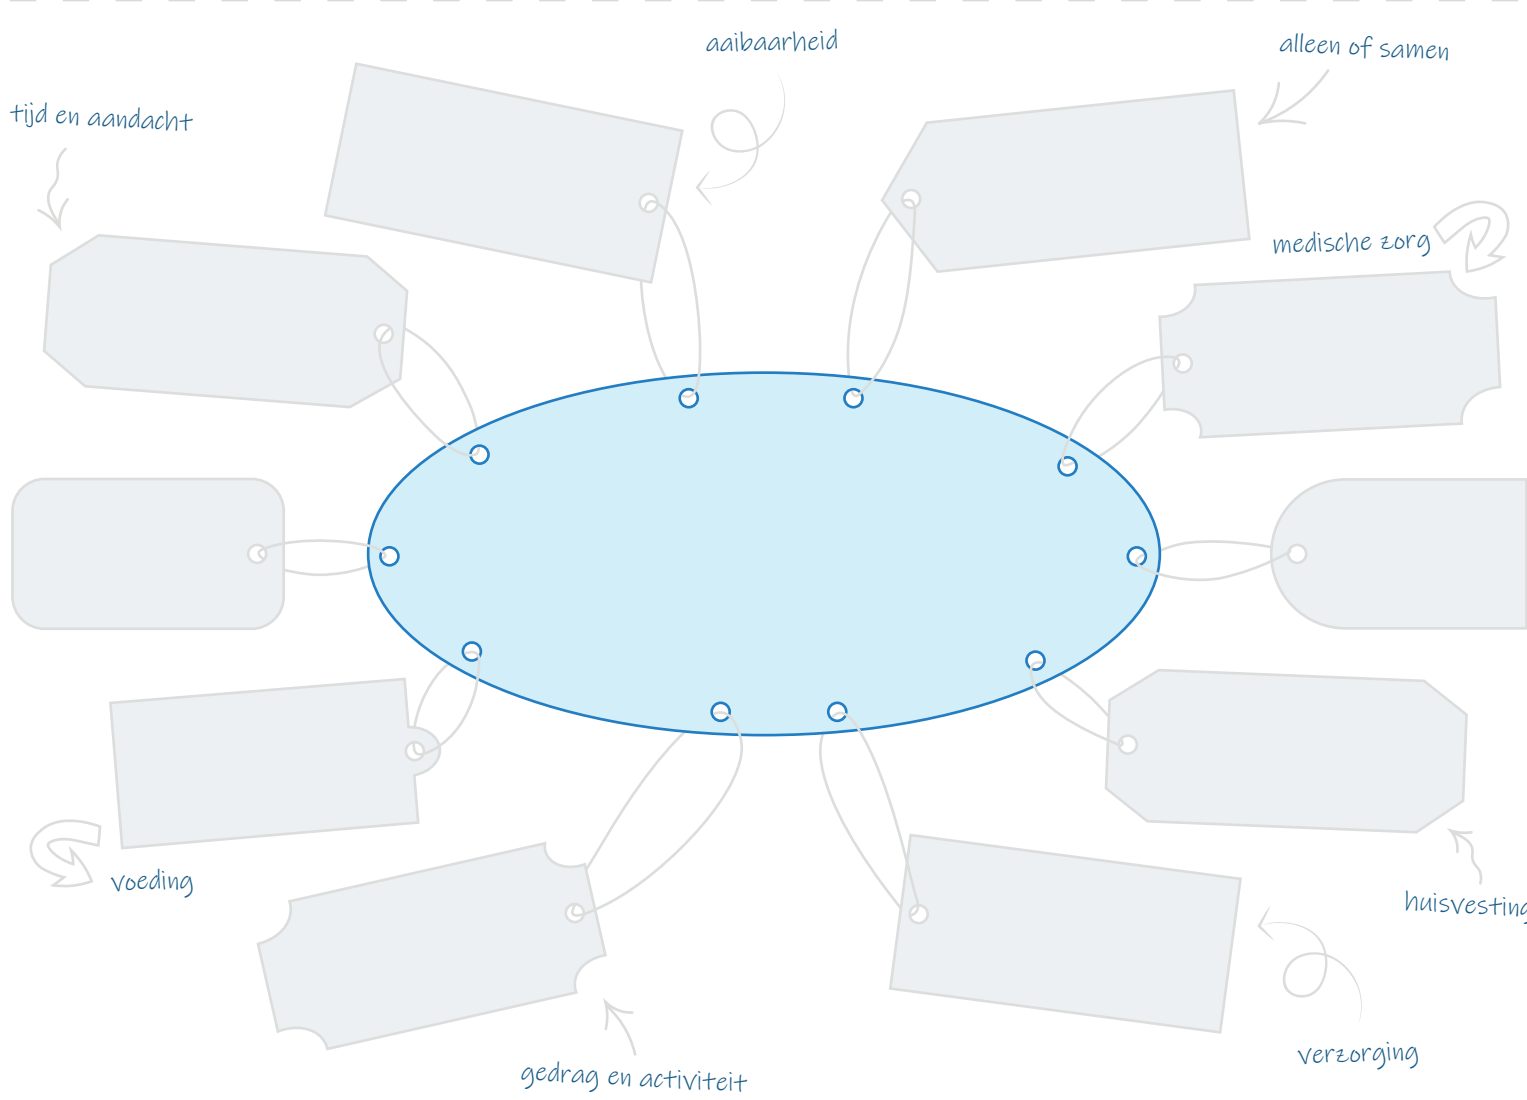 aaibaarheid
alleen of samen
tijd en aandacht
medische zorg
voeding
huisvesting
verzorging
gedrag en activiteit